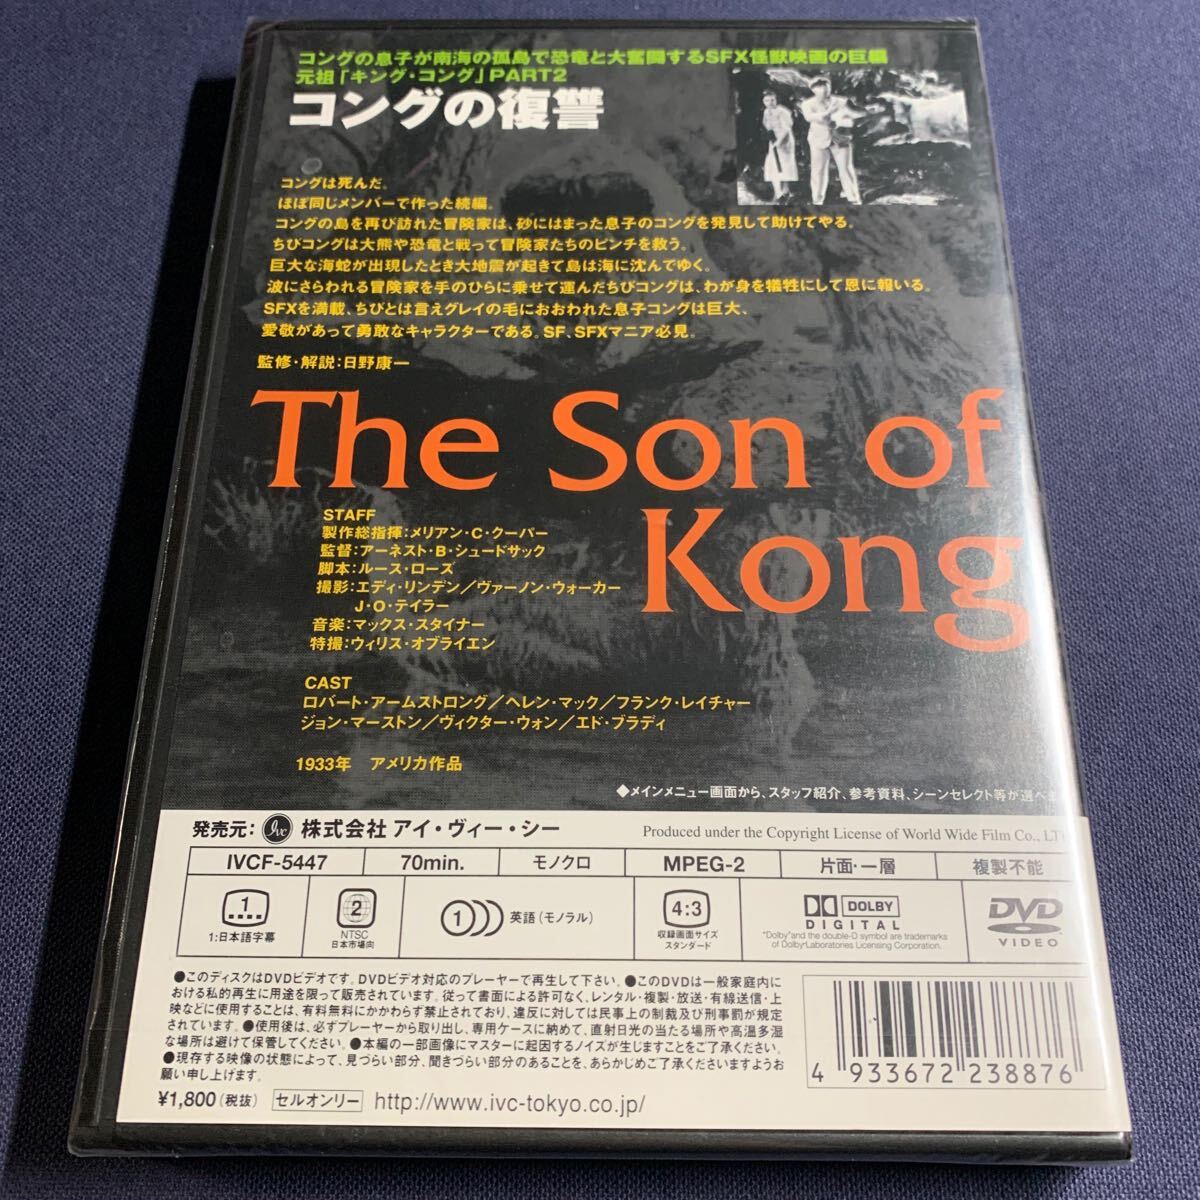 コングの息子が南海の孤島で恐竜と大奮闘するSFX怪獣映画の巨編
元祖「キング・コング」PART2
コングの復讐
コングは死んだ。
ほぼ同じメンバーで作った続編。
コングの島を再び訪れた冒険家は、砂にはまった息子のコングを発見して助けてやる。
ちびコングは大熊や恐竜と戦って冒険家たちのピンチを救う。
巨大な海蛇が出現したとき大地震が起きて島は海に沈んでゆく。
波にさらわれる冒険家を手のひらに乗せて運んだちびコングは、わが身を犠牲にして恩に報いる。
SFXを満載、ちびとは言えグレイの毛におおわれた息子コングは巨大、
愛敬があって勇敢なキャラクターである。SF、SFXマニア必見。
監修・解説：日野康一
The Son of
Kong
STAFF
製作総指揮：メリアン・C・クーパー
監督：アーネスト・B・シュードサック
脚本：ルース・ローズ
撮影：エディ・リンデン／ヴァーノン・ウォーカー
J・O・テイラー
音楽：マックス・スタイナー
特撮：ウィリス・オブライエン
CAST
ロバート・アームストロング／ヘレン・マック／フランク・レイチャー
ジョン・マーストン／ヴィクター・ウォン／エド・ブラディ
1933年 アメリカ作品
◆メインメニュー画面から、スタッフ紹介、参考資料、シーンセレクト等が選べま
発売元： ivc 株式会社 アイ・ヴィー・シー
Produced under the Copyright License of World Wide Film Co., LT
IVCF-5447 70min. モノクロ MPEG-2 片面・一層 複製不能
1 2 1 英語(モノラル) 4:3 DOLBY DIGITAL DVD VIDEO
1:日本語字幕
NTSC
日本市場向
収録画面サイズ
スタンダード
"Dolby"and the double-D symbol are trademarks
of Dolby Laboratories Licensing Corporation.
●このディスクはDVDビデオです。DVDビデオ対応のプレーヤーで再生して下さい。●このDVDは一般家庭内に
おける私的再生に用途を限って販売されています。従って書面による許可なく、レンタル・複製・放送・有線送信・上
映などに使用することは、有料無料にかかわらず禁止されており、違反に対しては民事上の制裁及び刑事罰が規定
されています。●使用後は、必ずプレーヤーから取り出し、専用ケースに納めて、直射日光の当たる場所や高温多湿
な場所は避けて保管してください。●本編の一部画像にマスターに起因するノイズが生じますことをご了承ください。
●現存する映像の状態によって、見づらい部分、聞きづらい部分のあることを、あらかじめご了承くださいますようお
願い申し上げます。
¥1,800(税抜) セルオンリー http://www.ivc-tokyo.co.jp/
4 933672 238876